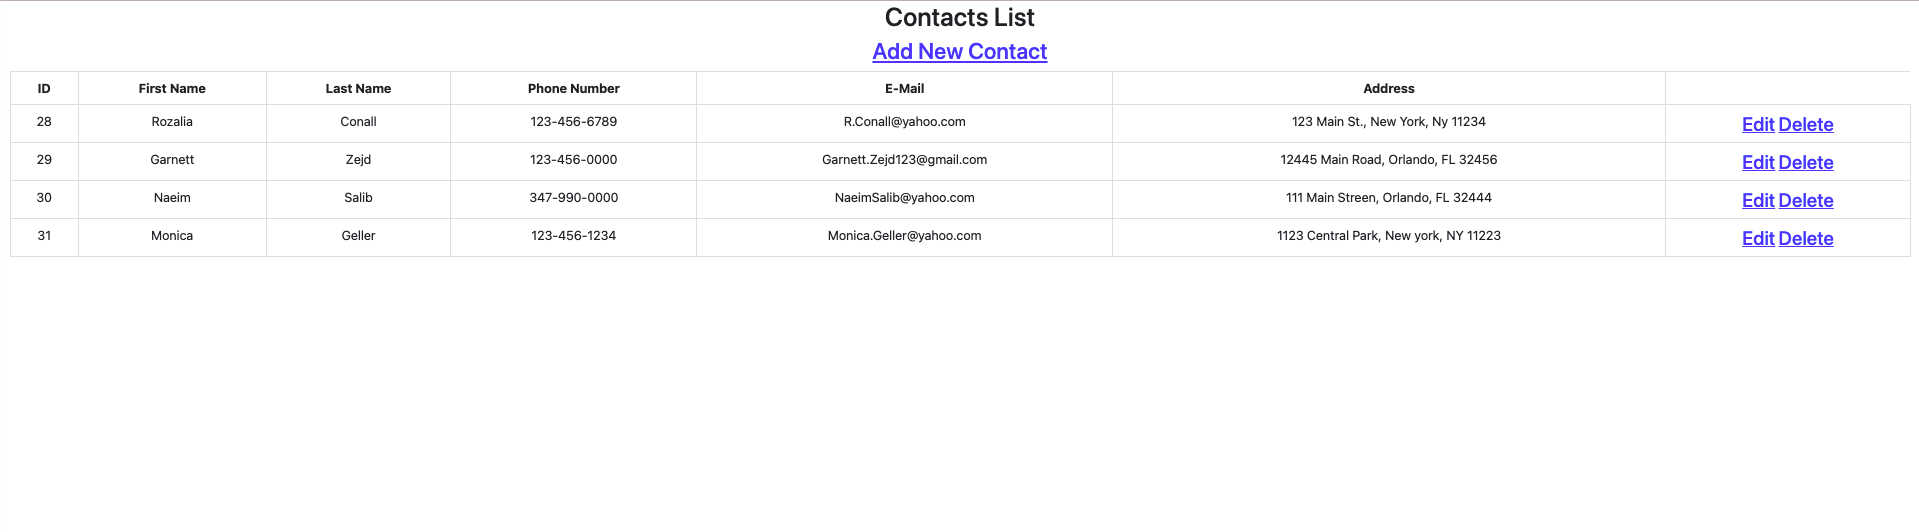 Contacts List
Add New Contact
ID First Name Last Name Phone Number E-Mail Address
28 Rozalia Conall 123-456-6789 R.Conall@yahoo.com 123 Main St., New York, Ny 11234 Edit Delete
29 Garnett Zejd 123-456-0000 Garnett.Zejd123@gmail.com 12445 Main Road, Orlando, FL 32456 Edit Delete
30 Naeim Salib 347-990-0000 NaeimSalib@yahoo.com 111 Main Streen, Orlando, FL 32444 Edit Delete
31 Monica Geller 123-456-1234 Monica.Geller@yahoo.com 1123 Central Park, New york, NY 11223 Edit Delete